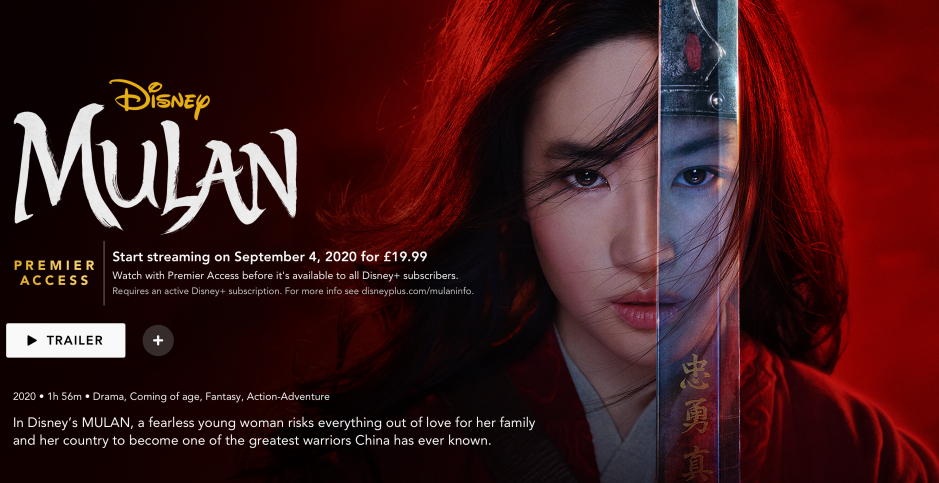 Disney
MULAN
PREMIER
ACCESS
Start streaming on September 4, 2020 for £19.99
Watch with Premier Access before it's available to all Disney+ subscribers.
Requires an active Disney+ subscription. For more info see disneyplus.com/mulaninfo.
TRAILER
2020 • 1h 56m • Drama, Coming of age, Fantasy, Action-Adventure
In Disney's MULAN, a fearless young woman risks everything out of love for her family
and her country to become one of the greatest warriors China has ever known.
忠
勇
真